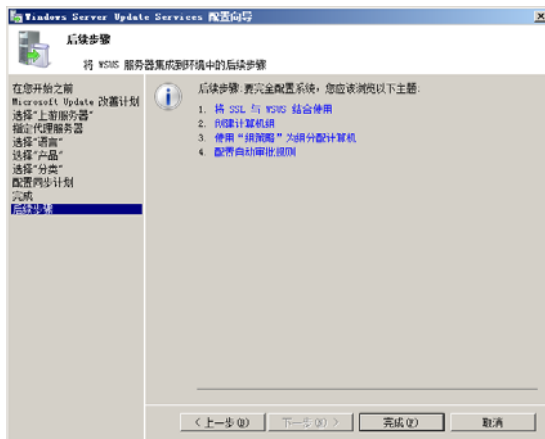 Windows Server Update Services 配置向导
后续步骤
将 WSUS 服务器集成到环境中的后续步骤
在您开始之前
Microsoft Update 改善计划
选择“上游服务器”
指定代理服务器
选择“语言”
选择“产品”
选择“分类”
配置同步计划
完成
后续步骤
后续步骤: 要完全配置系统，您应该浏览以下主题:
1. 将 SSL 与 WSUS 结合使用
2. 创建计算机组
3. 使用“组策略”为组分配计算机
4. 配置自动审批规则
< 上一步(B)
下一步(N) >
完成(F)
取消